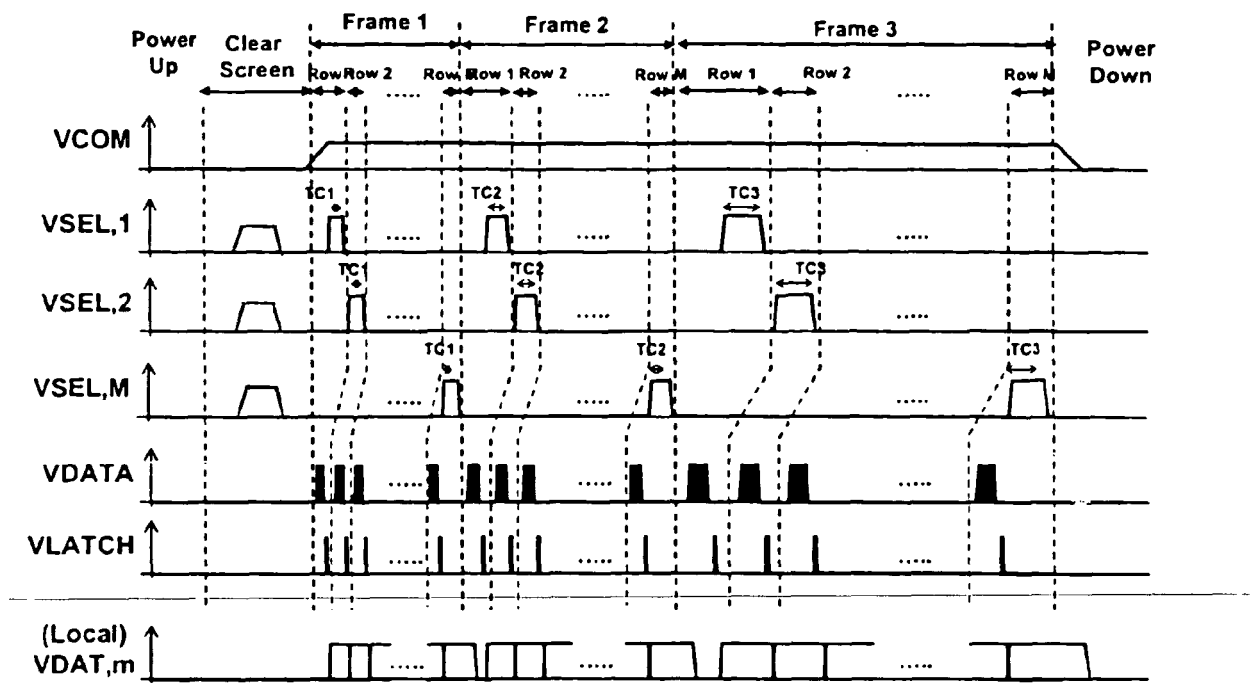 Frame 1 Frame 2 Frame 3
Power Up Clear Screen Power Down
Row 1 Row 2 ..... Row M Row 1 Row 2 ..... Row M Row 1 Row 2 ..... Row M
VCOM
TC1 TC2 TC3
VSEL,1 ..... ..... .....
TC1 TC2 TC3
VSEL,2 ..... ..... .....
TC1 TC2 TC3
VSEL,M ..... ..... .....
VDATA ..... ..... .....
VLATCH ..... ..... .....
(Local)
VDAT,m ..... ..... .....